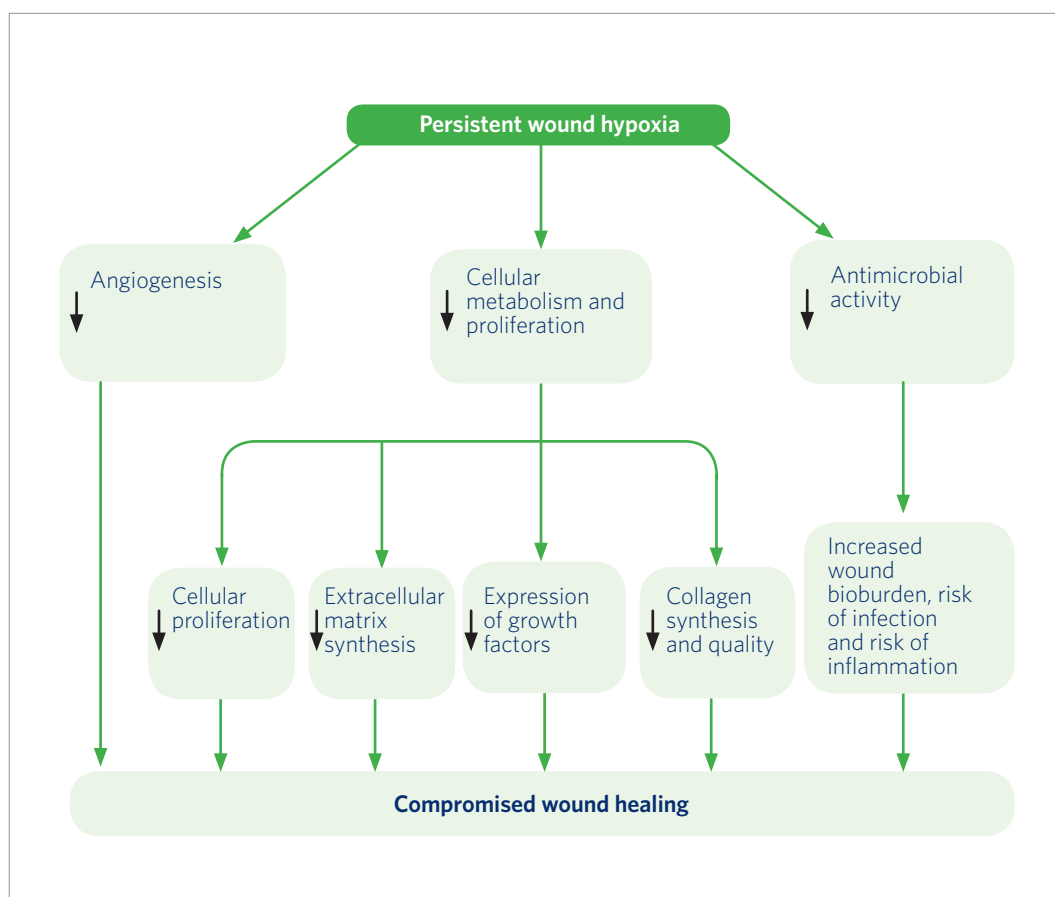 Persistent wound hypoxia
Angiogenesis
Cellular
metabolism and
proliferation
Antimicrobial
activity
Cellular
proliferation
Extracellular
matrix
synthesis
Expression
of growth
factors
Collagen
synthesis
and quality
Increased
wound
bioburden, risk
of infection
and risk of
inflammation
Compromised wound healing